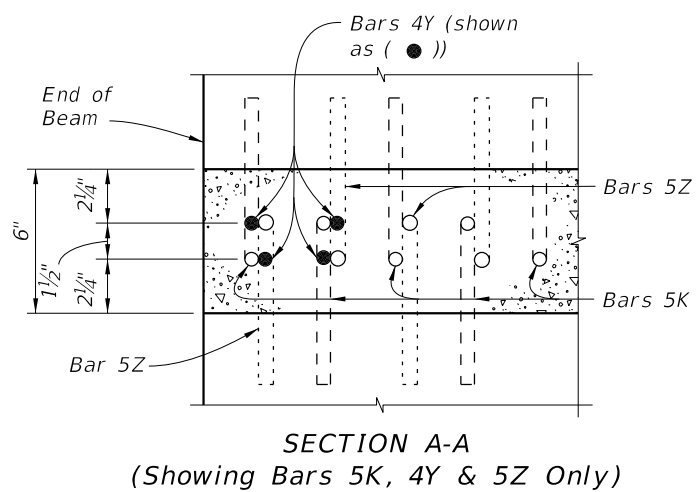 Bars 4Y (shown
as ( ● ))
End of
Beam
2¼"
6"
1½"
2¼"
Bars 5Z
Bars 5K
Bar 5Z
SECTION A-A
(Showing Bars 5K, 4Y & 5Z Only)